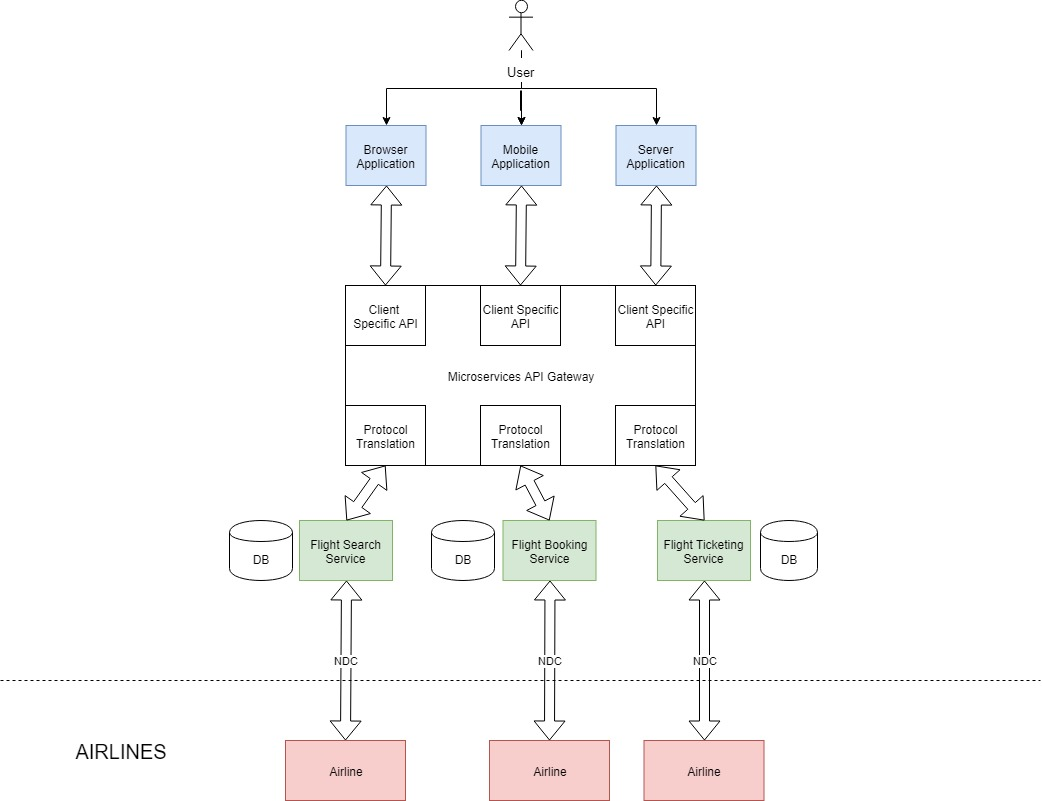 User
Browser
Application
Mobile
Application
Server
Application
Client
Specific API
Client Specific
API
Client Specific
API
Microservices API Gateway
Protocol
Translation
Protocol
Translation
Protocol
Translation
DB
Flight Search
Service
DB
Flight Booking
Service
Flight Ticketing
Service
DB
NDC
NDC
NDC
AIRLINES
Airline
Airline
Airline